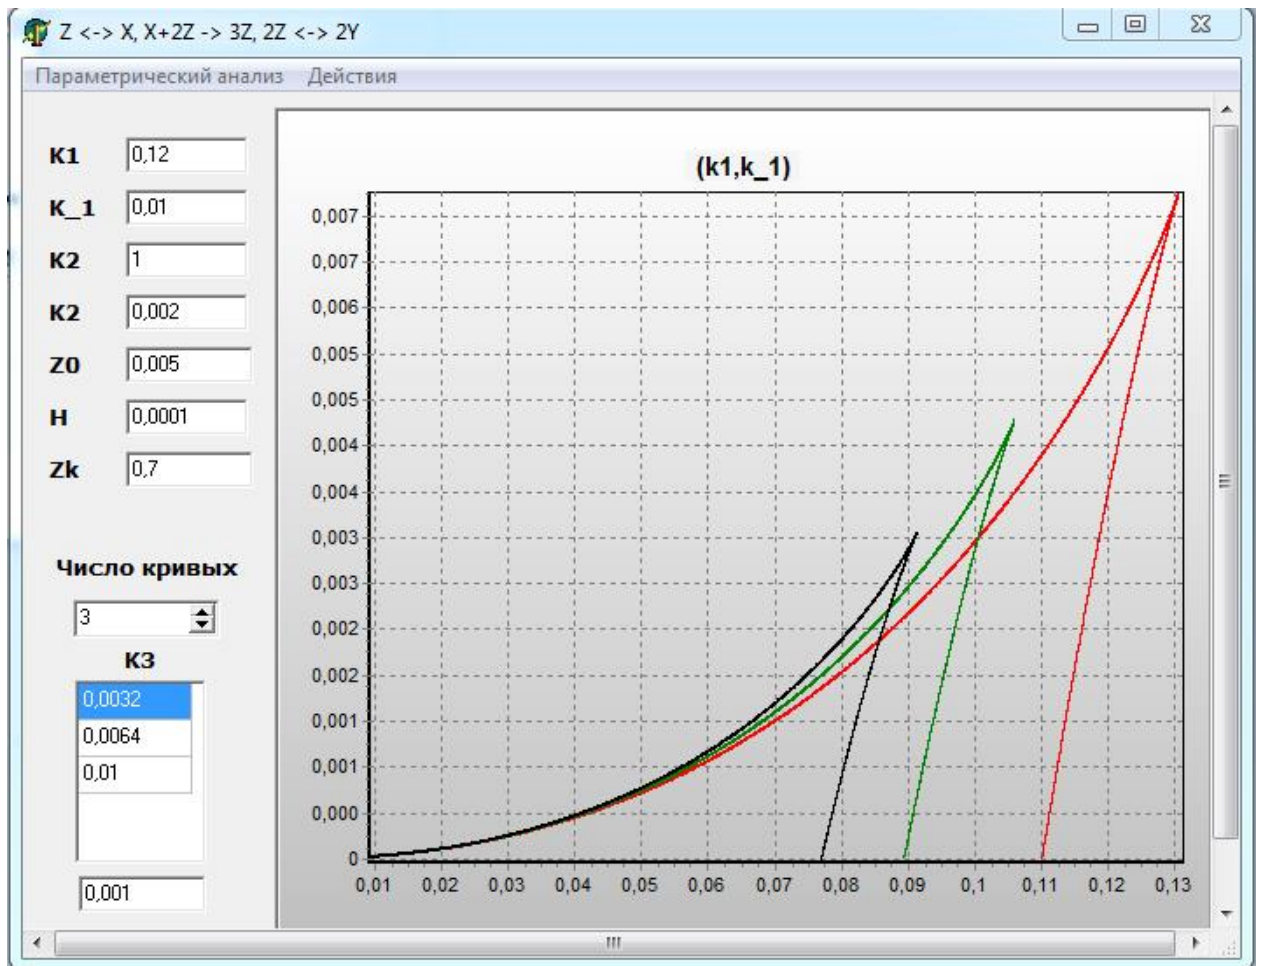 Z <-> X, X+2Z -> 3Z, 2Z <-> 2Y
Параметрический анализ Действия
K1 0,12
K_1 0,01
K2 1
K2 0,002
Z0 0,005
H 0,0001
Zk 0,7
Число кривых
3
K3
0,0032
0,0064
0,01
0,001
(k1,k_1)
0,007
0,007
0,006
0,005
0,005
0,004
0,004
0,003
0,003
0,002
0,002
0,001
0,001
0,000
0
0,01 0,02 0,03 0,04 0,05 0,06 0,07 0,08 0,09 0,1 0,11 0,12 0,13